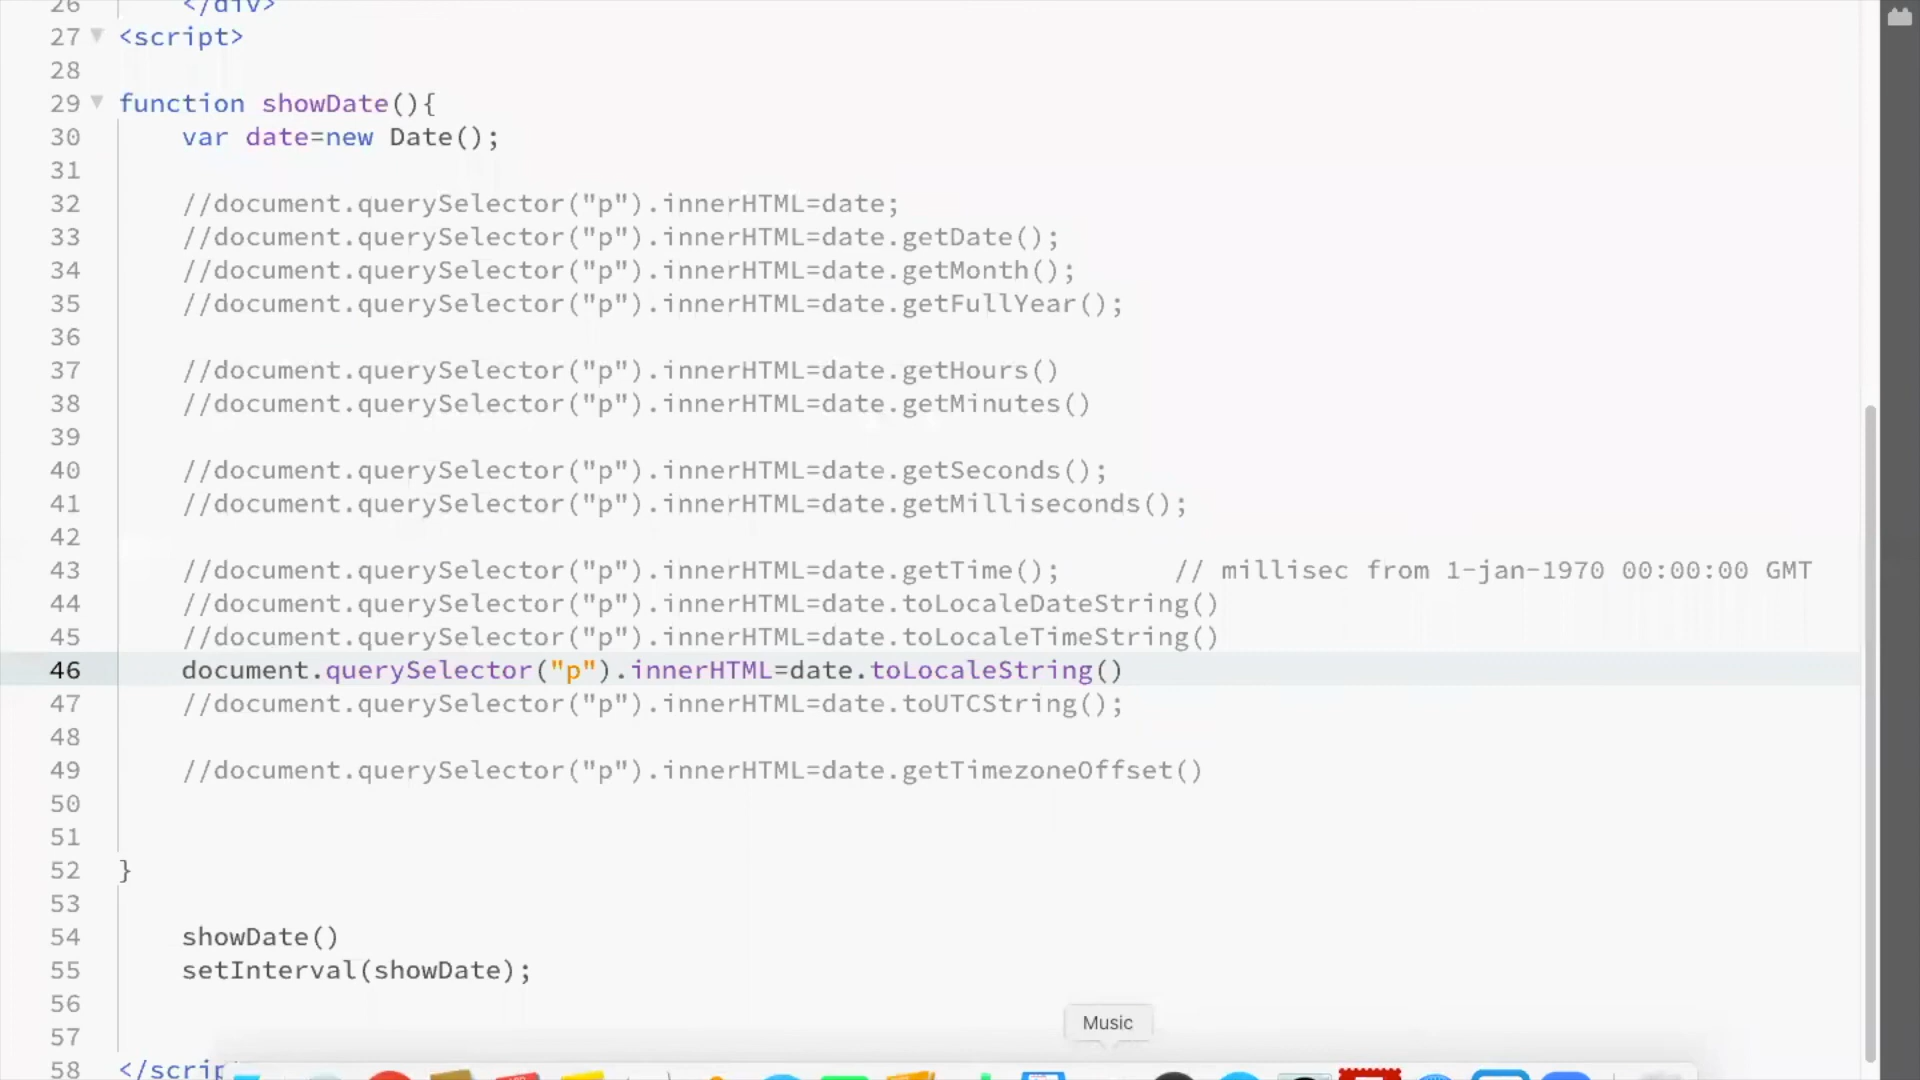 26 </div>
27 <script>
28
29 function showDate(){
30 var date=new Date();
31
32 //document.querySelector("p").innerHTML=date;
33 //document.querySelector("p").innerHTML=date.getDate();
34 //document.querySelector("p").innerHTML=date.getMonth();
35 //document.querySelector("p").innerHTML=date.getFullYear();
36
37 //document.querySelector("p").innerHTML=date.getHours()
38 //document.querySelector("p").innerHTML=date.getMinutes()
39
40 //document.querySelector("p").innerHTML=date.getSeconds();
41 //document.querySelector("p").innerHTML=date.getMilliseconds();
42
43 //document.querySelector("p").innerHTML=date.getTime(); // millisec from 1-jan-1970 00:00:00 GMT
44 //document.querySelector("p").innerHTML=date.toLocaleDateString()
45 //document.querySelector("p").innerHTML=date.toLocaleTimeString()
46 document.querySelector("p").innerHTML=date.toLocaleString()
47 //document.querySelector("p").innerHTML=date.toUTCString();
48
49 //document.querySelector("p").innerHTML=date.getTimezoneOffset()
50
51
52 }
53
54 showDate()
55 setInterval(showDate);
56
57
Music
58 </scrip